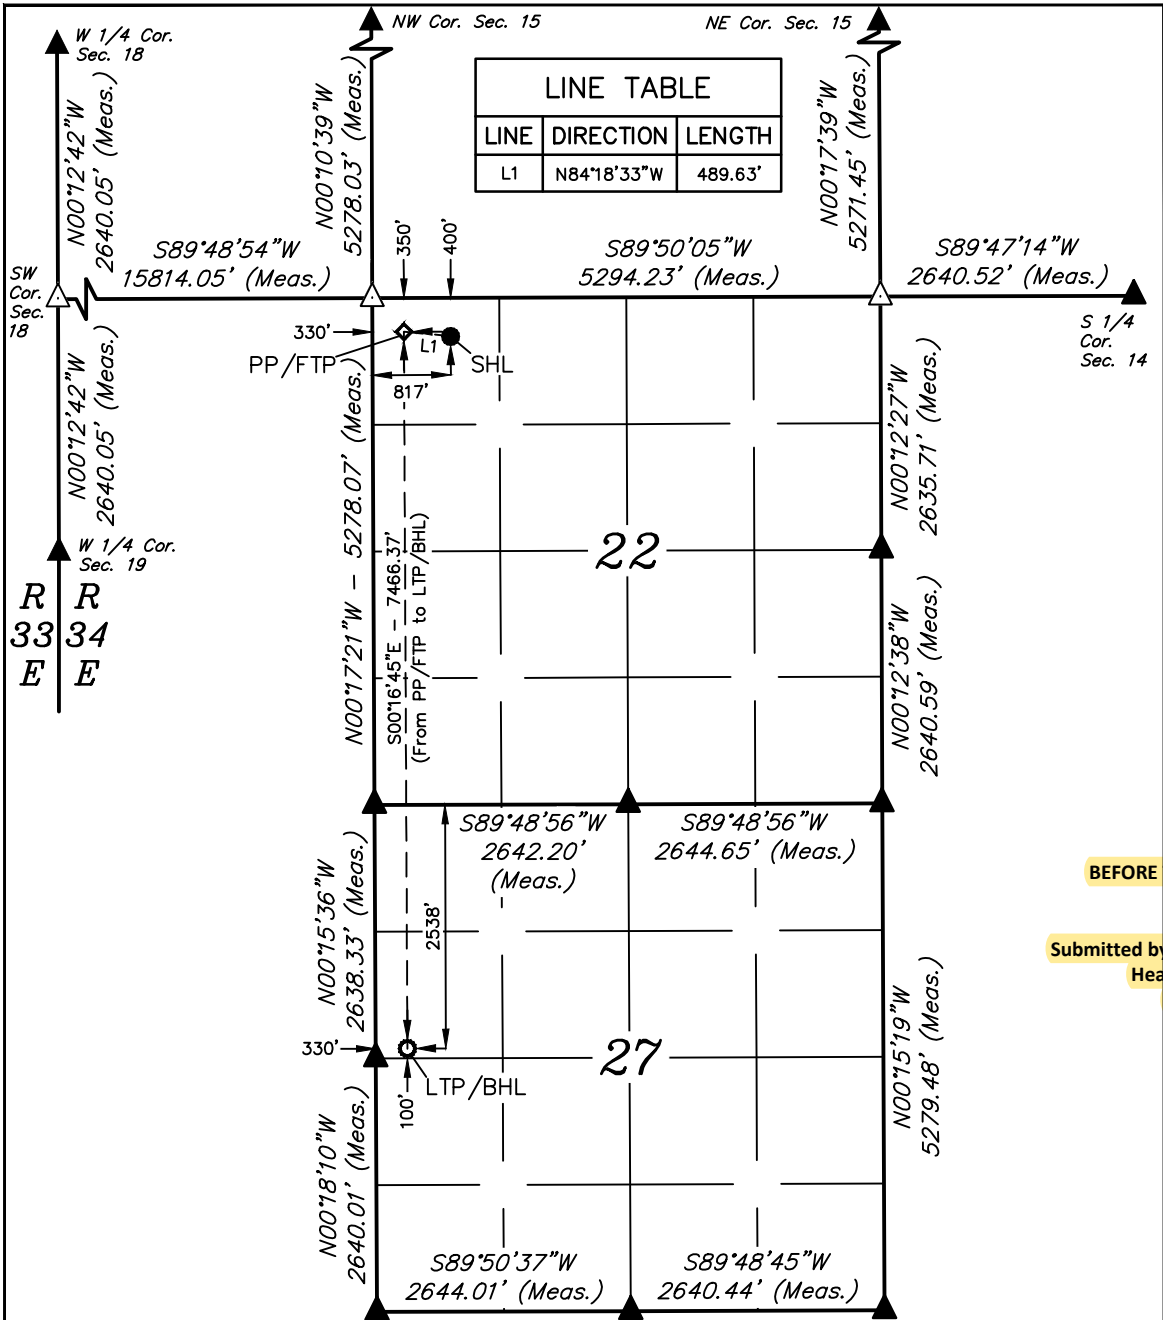 NW Cor. Sec. 15
NE Cor. Sec. 15
W 1/4 Cor.
Sec. 18
N00°12'42"W
2640.05' (Meas.)
N00°10'39"W
5278.03' (Meas.)
LINE TABLE
LINE DIRECTION LENGTH
L1 N84°18'33"W 489.63'
N00°17'39"W
5271.45' (Meas.)
S89°48'54"W
15814.05' (Meas.)
350'
400'
S89°50'05"W
5294.23' (Meas.)
S89°47'14"W
2640.52' (Meas.)
SW
Cor.
Sec.
18
S 1/4
Cor.
Sec. 14
330'
L1
PP/FTP
SHL
817'
N00°12'42"W
2640.05' (Meas.)
N00°17'21"W - 5278.07' (Meas.)
N00°12'27"W
2635.71' (Meas.)
W 1/4 Cor.
Sec. 19
22
S00°16'45"E - 7466.37'
(From PP/FTP to LTP/BHL)
R R
33 34
E E
N00°12'38"W
2640.59' (Meas.)
S89°48'56"W
2642.20'
(Meas.)
S89°48'56"W
2644.65' (Meas.)
BEFORE
N00°15'36"W
2638.33' (Meas.)
2538'
Submitted by
Hea
N00°15'19"W
5279.48' (Meas.)
330'
27
LTP/BHL
100'
N00°18'10"W
2640.01' (Meas.)
S89°50'37"W
2644.01' (Meas.)
S89°48'45"W
2640.44' (Meas.)